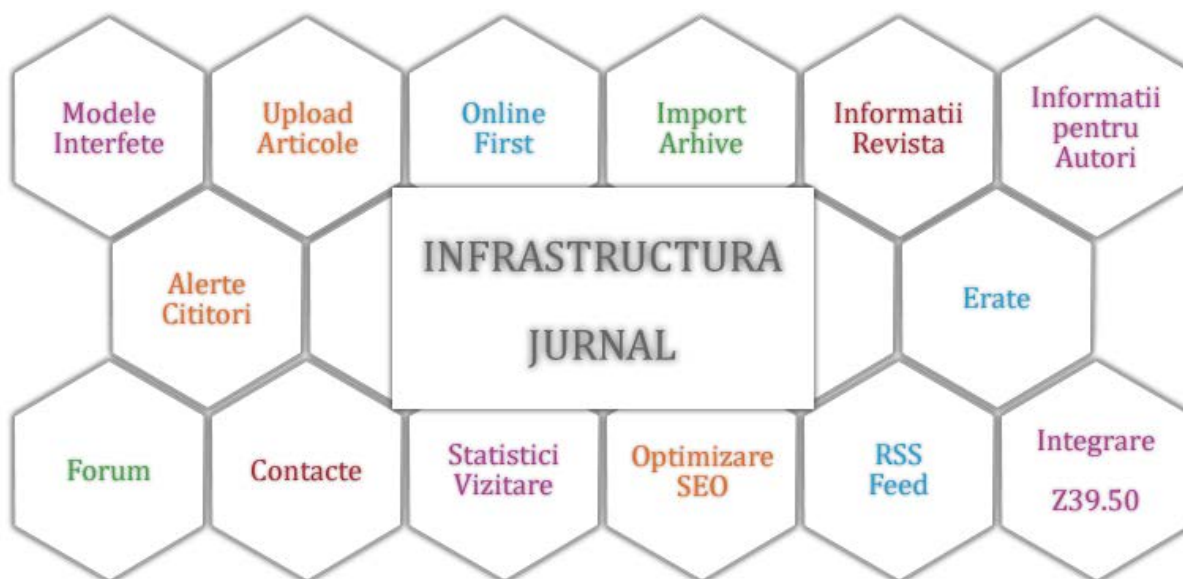 Modele
Interfete
Upload
Articole
Online
First
Import
Arhive
Informatii
Revista
Informatii
pentru
Autori
Alerte
Cititori
INFRASTRUCTURA
JURNAL
Erate
Forum
Contacte
Statistici
Vizitare
Optimizare
SEO
RSS
Feed
Integrare
Z39.50